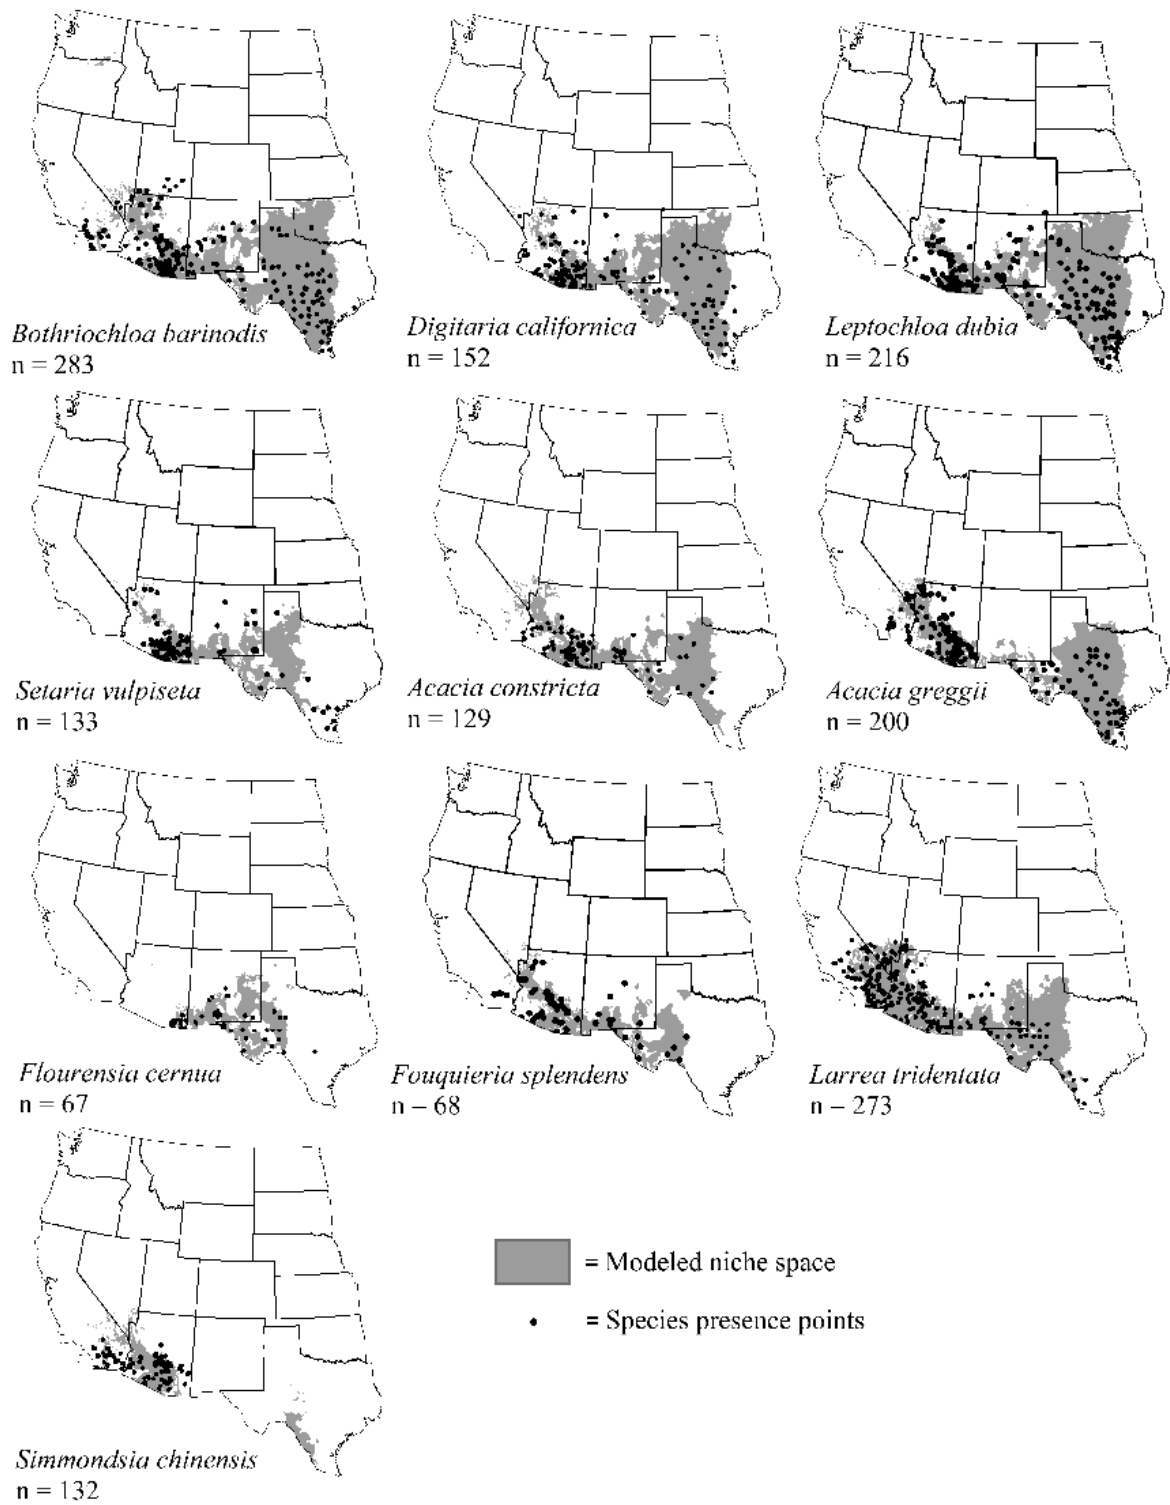 Bothriochloa barinodis
n = 283
Digitaria californica
n = 152
Leptochloa dubia
n = 216
Setaria vulpiseta
n = 133
Acacia constricta
n = 129
Acacia greggii
n = 200
Flourensia cernua
n = 67
Fouquieria splendens
n – 68
Larrea tridentata
n – 273
Simmondsia chinensis
n = 132
= Modeled niche space
= Species presence points